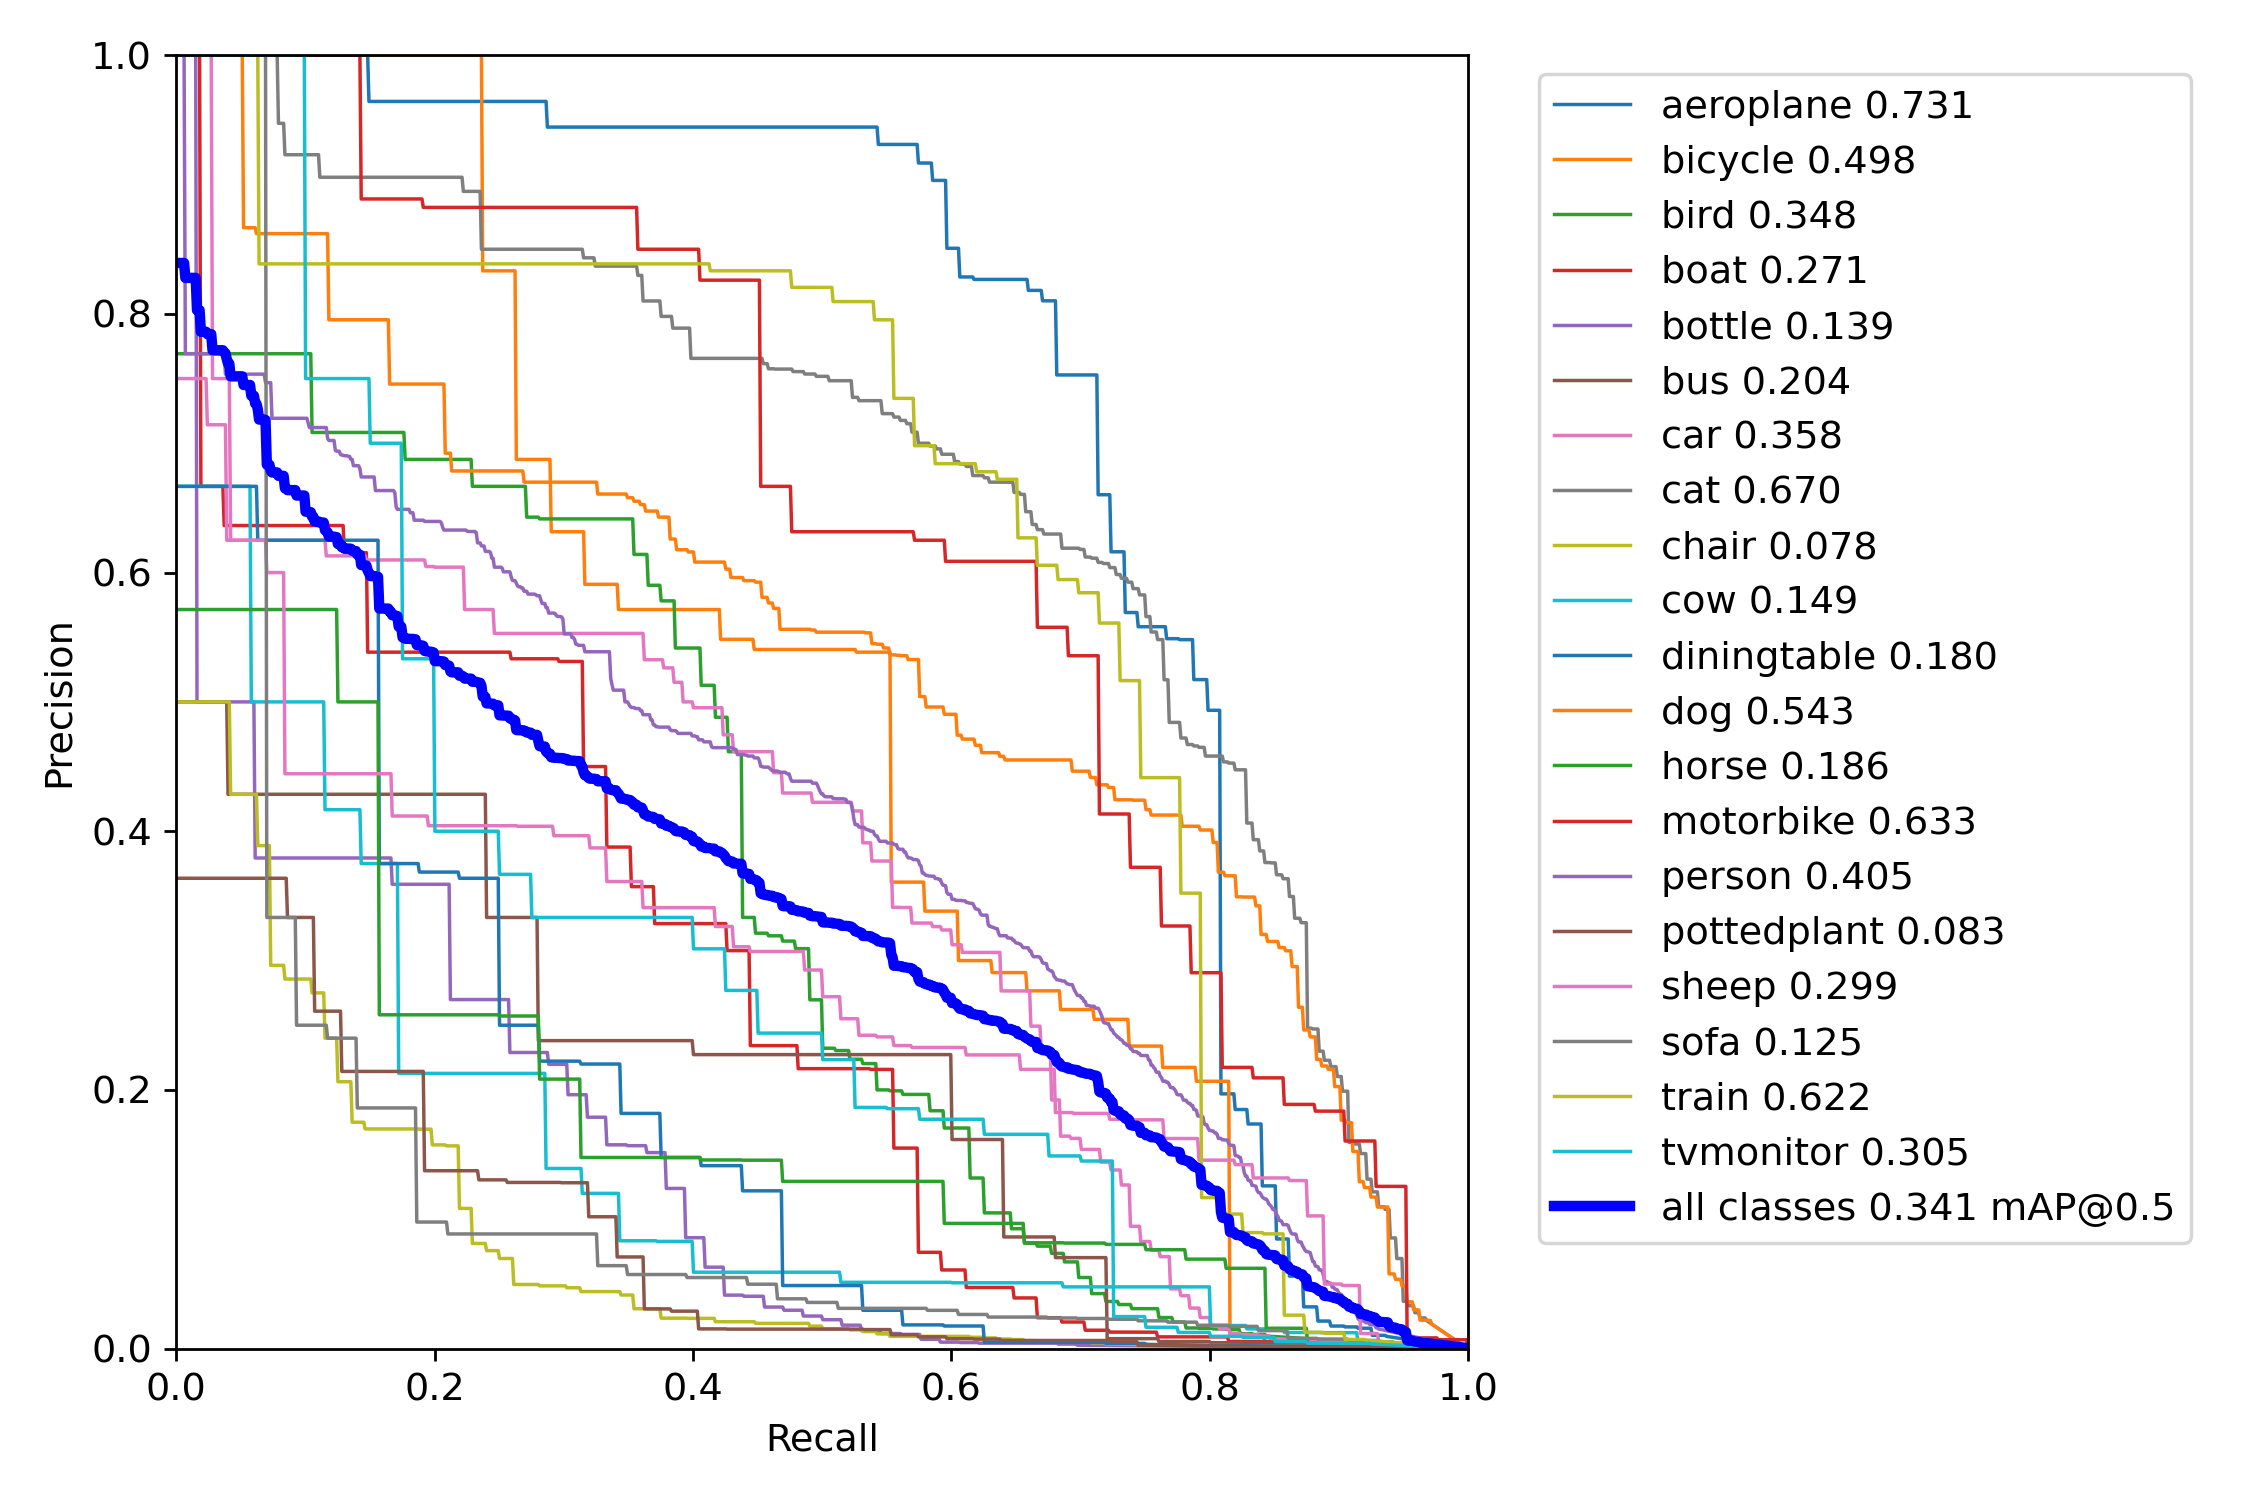 1.0
0.8
0.6
0.4
0.2
0.0
Precision
0.0 0.2 0.4 0.6 0.8 1.0
Recall
aeroplane 0.731
bicycle 0.498
bird 0.348
boat 0.271
bottle 0.139
bus 0.204
car 0.358
cat 0.670
chair 0.078
cow 0.149
diningtable 0.180
dog 0.543
horse 0.186
motorbike 0.633
person 0.405
pottedplant 0.083
sheep 0.299
sofa 0.125
train 0.622
tvmonitor 0.305
all classes 0.341 mAP@0.5